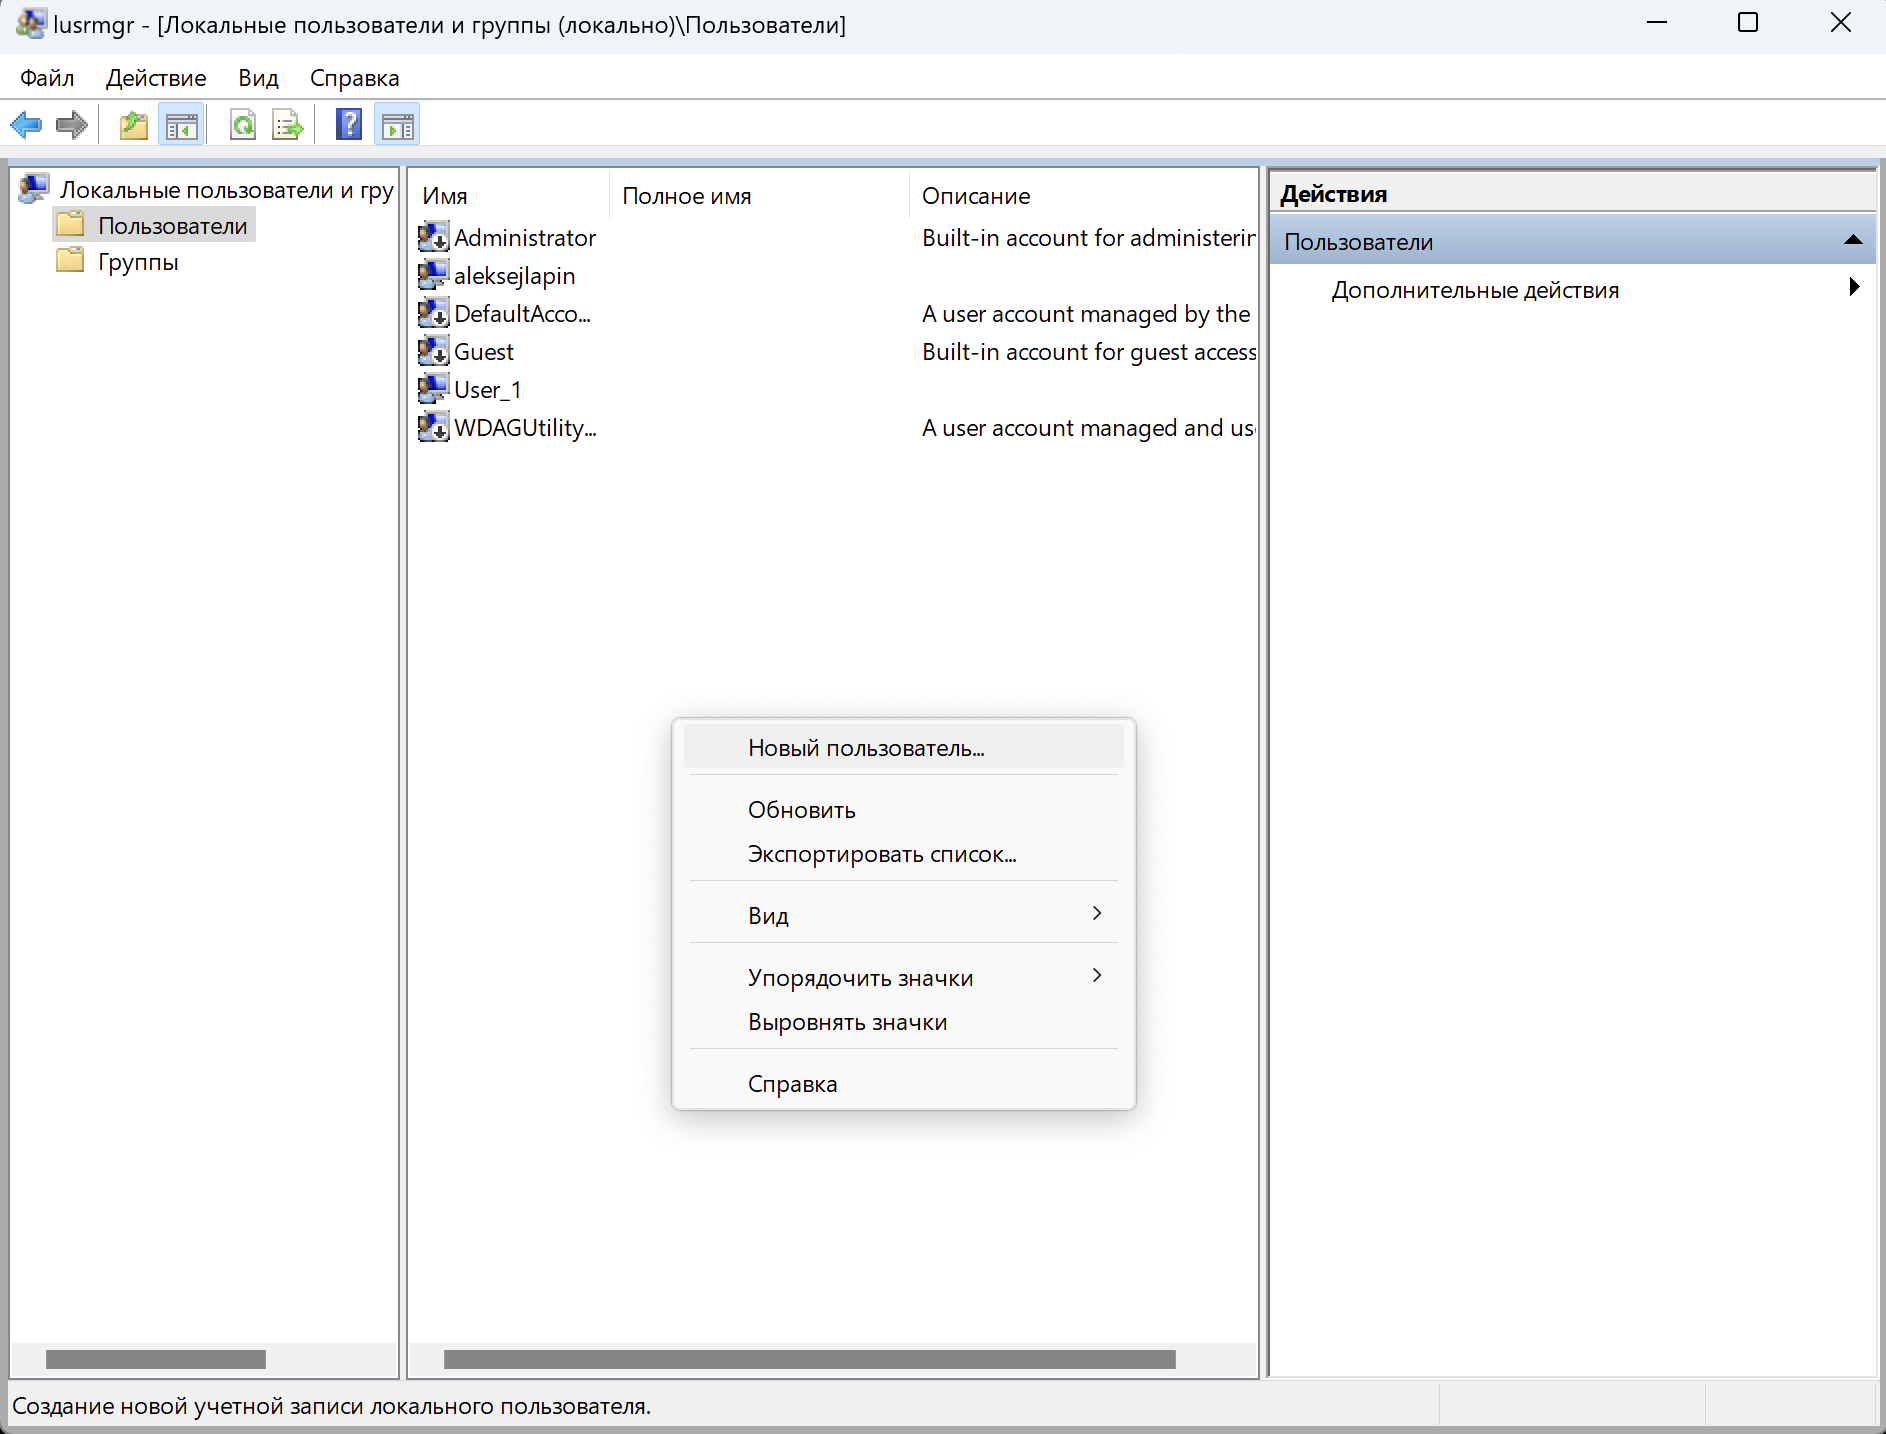 lusrmgr - [Локальные пользователи и группы (локально)\Пользователи]
Файл Действие Вид Справка
Локальные пользователи и гру
Пользователи
Группы
Имя Полное имя Описание
Administrator Built-in account for administerin
aleksejlapin
DefaultAcco... A user account managed by the
Guest Built-in account for guest access
User_1
WDAGUtility... A user account managed and us
Новый пользователь...
Обновить
Экспортировать список...
Вид
Упорядочить значки
Выровнять значки
Справка
Действия
Пользователи
Дополнительные действия
Создание новой учетной записи локального пользователя.